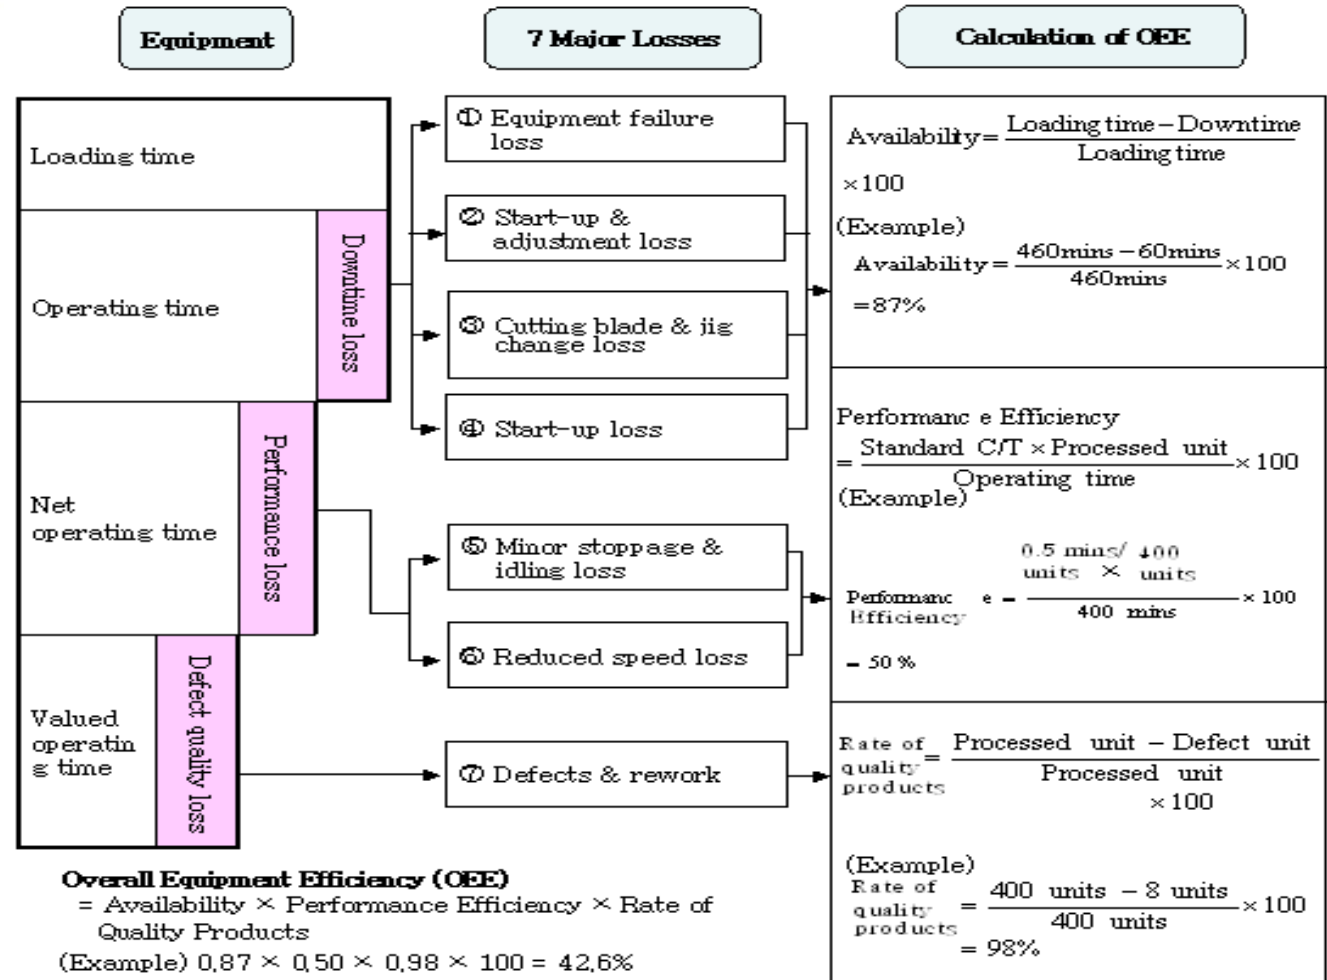 Equipment
7 Major Losses
Calculation of OEE
Loading time
Operating time
Downtime loss
Net
operating time
Performance loss
Valued
operatin
g time
Defect quality loss
① Equipment failure
loss
② Start-up &
adjustment loss
③ Cutting blade & jig
change loss
④ Start-up loss
⑤ Minor stoppage &
idling loss
⑥ Reduced speed loss
⑦ Defects & rework
Availability = Loading time − Downtime
Loading time
×100
(Example)
Availability = 460mins − 60mins
460mins ×100
=87%
Performanc e Efficiency
= Standard C/T × Processed unit
Operating time ×100
(Example)
0.5 mins/ 400
units × units
Performanc e =
Efficiency
400 mins × 100
= 50 %
Rate of
quality
products
= Processed unit − Defect unit
Processed unit
×100
(Example)
Rate of
quality
products
= 400 units − 8 units
400 units ×100
= 98%
Overall Equipment Efficiency (OEE)
= Availability × Performance Efficiency × Rate of
Quality Products
(Example) 0,87 × 0,50 × 0,98 × 100 = 42,6%